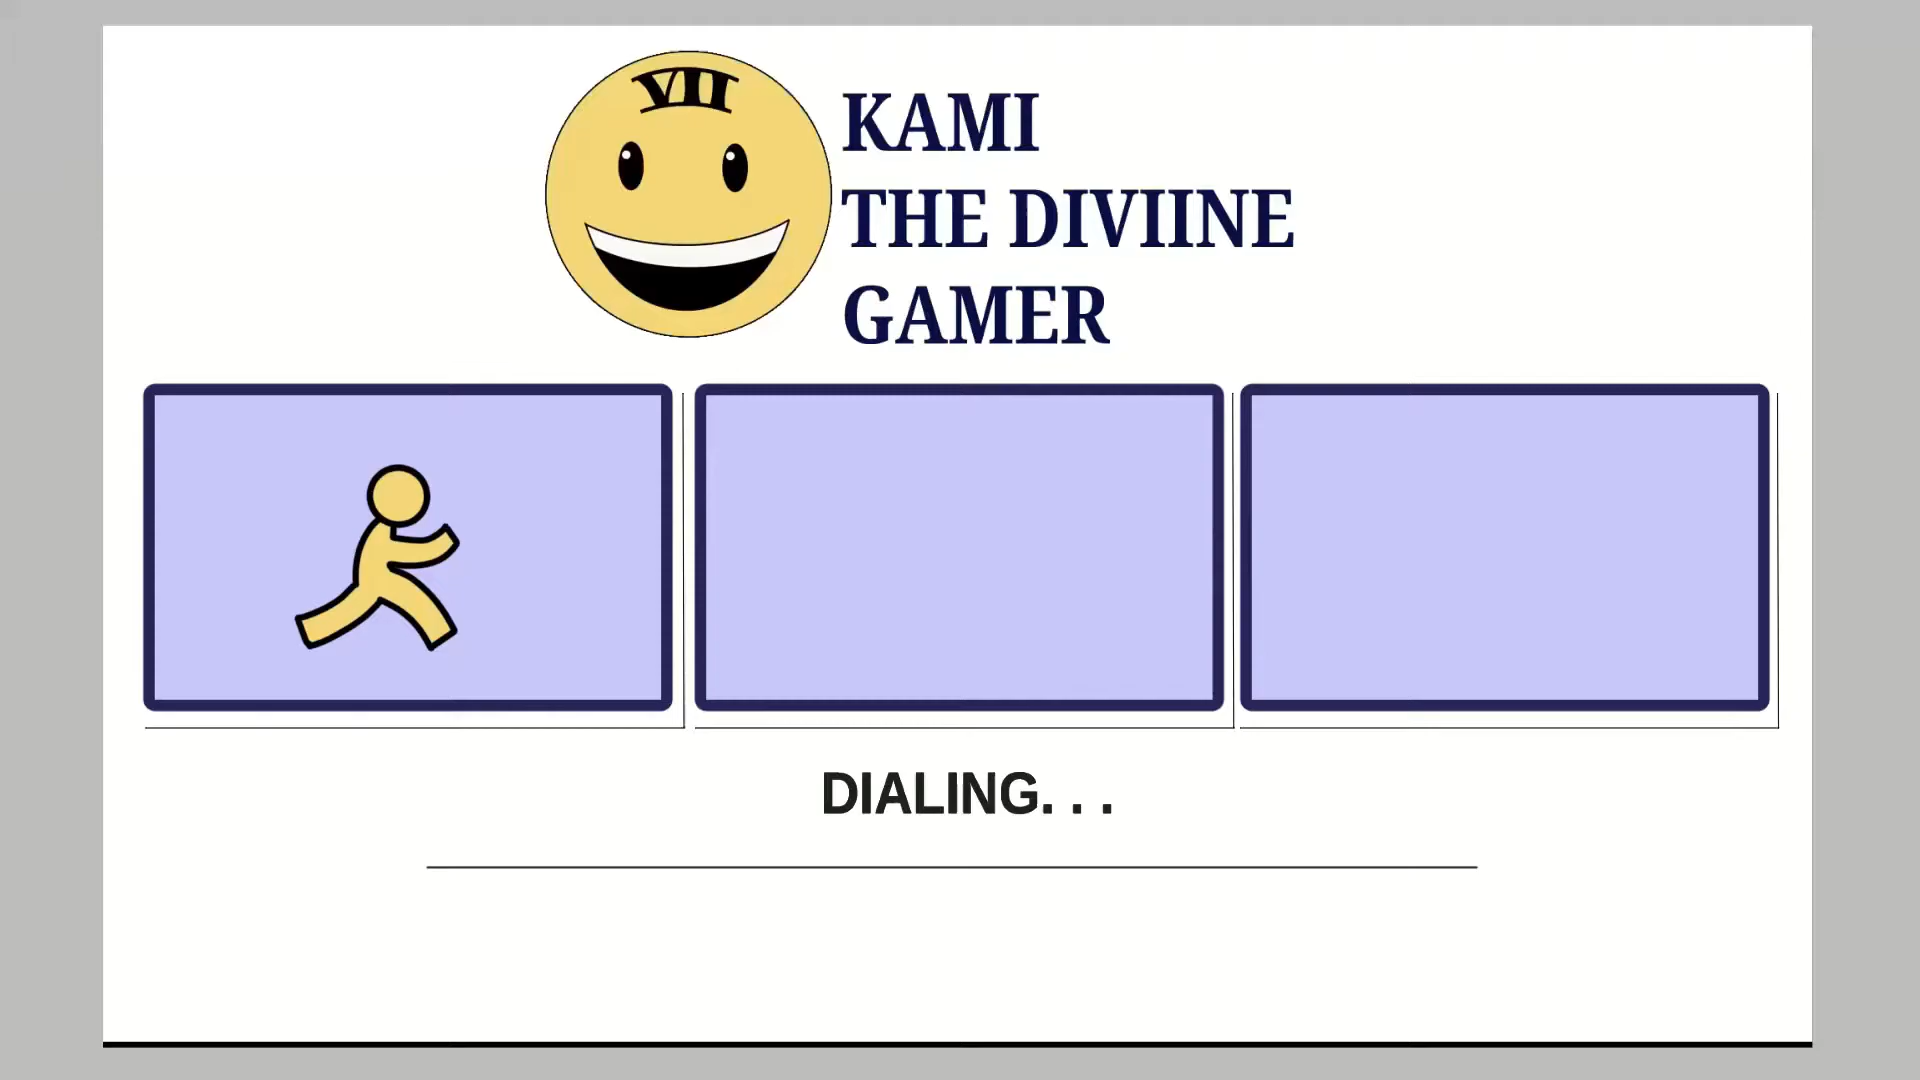 VII
KAMI
THE DIVIINE
GAMER
DIALING. . .